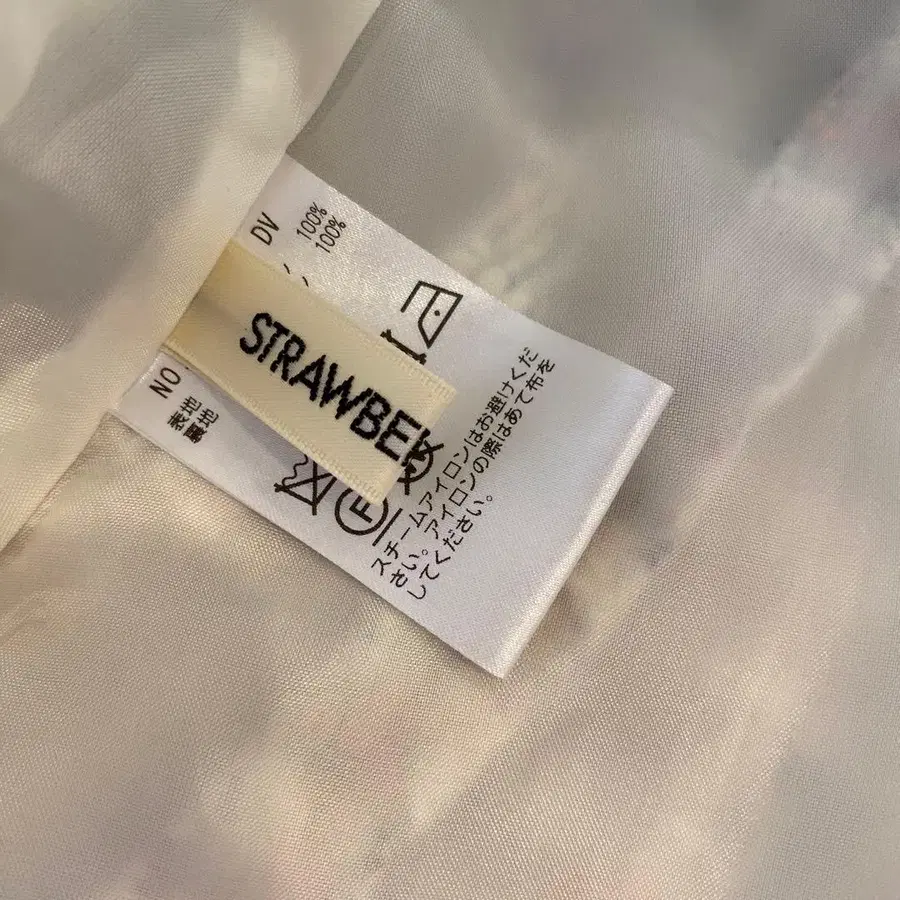 NO
DV
表地
100%
裏地
100%
STRAWBE
F
スチームアイロンはお避けくだ
さい。アイロンの際はあて布を
してください。